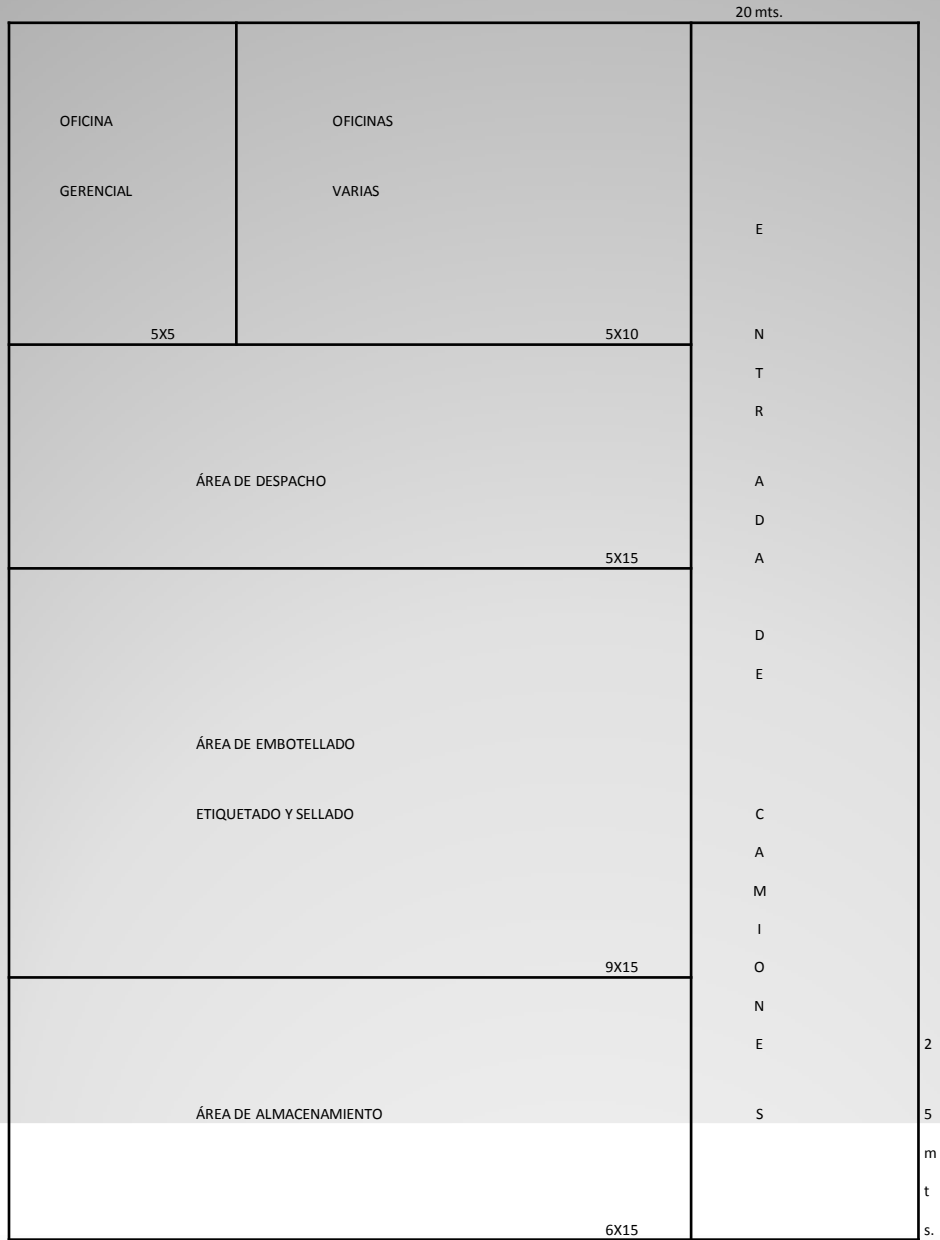 20 mts.
OFICINA
GERENCIAL
5X5
OFICINAS
VARIAS
5X10
ÁREA DE DESPACHO
5X15
ÁREA DE EMBOTELLADO
ETIQUETADO Y SELLADO
9X15
ÁREA DE ALMACENAMIENTO
6X15
E
N
T
R
A
D
A
D
E
C
A
M
I
O
N
E
S
2
5
m
t
s.